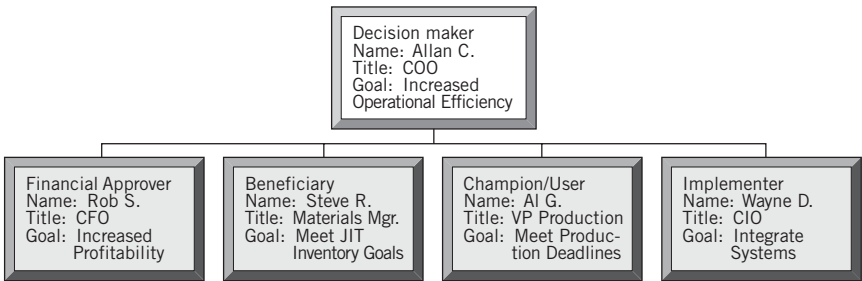 Decision maker
Name: Allan C.
Title: COO
Goal: Increased
Operational Efficiency
Financial Approver
Name: Rob S.
Title: CFO
Goal: Increased
Profitability
Beneficiary
Name: Steve R.
Title: Materials Mgr.
Goal: Meet JIT
Inventory Goals
Champion/User
Name: Al G.
Title: VP Production
Goal: Meet Produc-
tion Deadlines
Implementer
Name: Wayne D.
Title: CIO
Goal: Integrate
Systems